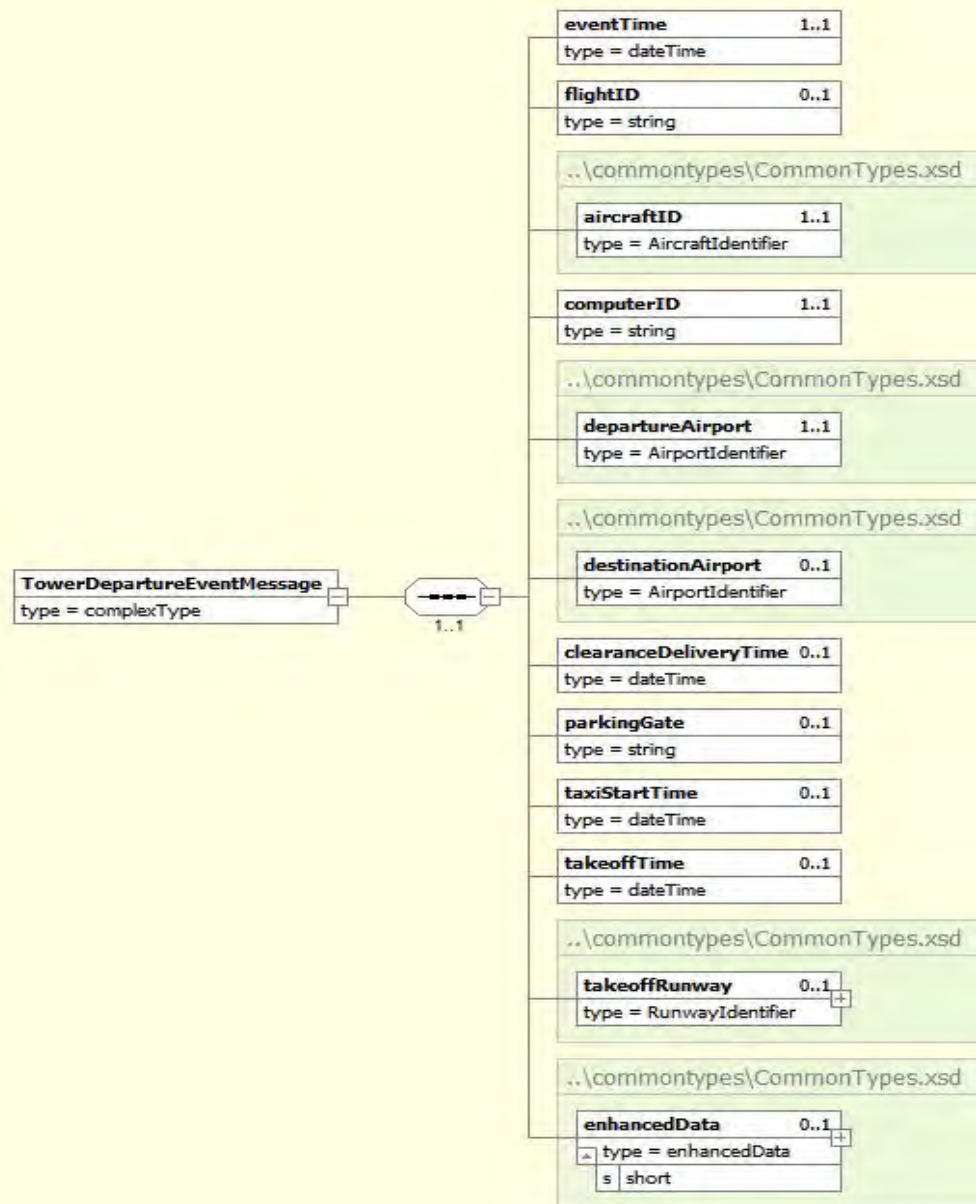 eventTime 1..1
type = dateTime
flightID 0..1
type = string
..\commontypes\CommonTypes.xsd
aircraftID 1..1
type = AircraftIdentifier
computerID 1..1
type = string
..\commontypes\CommonTypes.xsd
departureAirport 1..1
type = AirportIdentifier
..\commontypes\CommonTypes.xsd
destinationAirport 0..1
type = AirportIdentifier
TowerDepartureEventMessage
type = complexType
1..1
clearanceDeliveryTime 0..1
type = dateTime
parkingGate 0..1
type = string
taxiStartTime 0..1
type = dateTime
takeoffTime 0..1
type = dateTime
..\commontypes\CommonTypes.xsd
takeoffRunway 0..1
type = RunwayIdentifier
..\commontypes\CommonTypes.xsd
enhancedData 0..1
type = enhancedData
s short